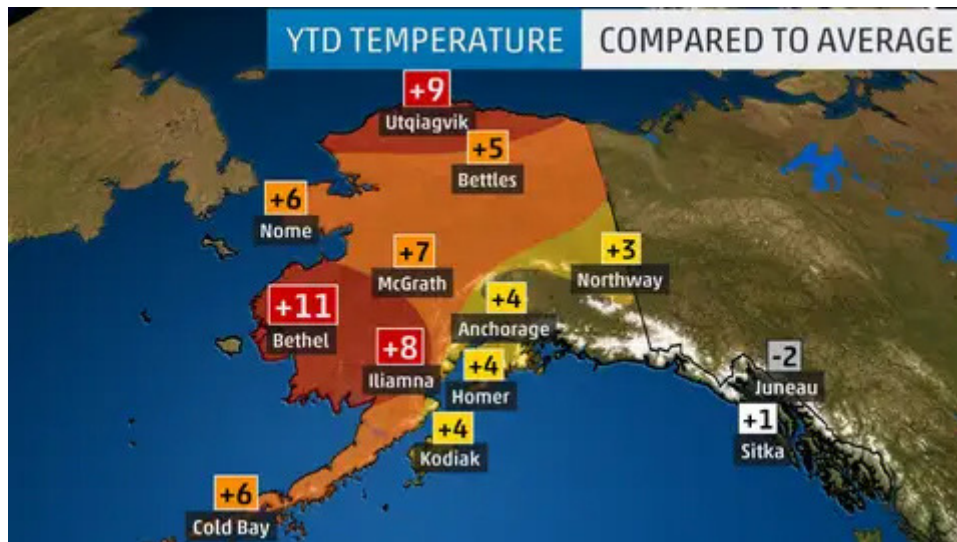 YTD TEMPERATURE COMPARED TO AVERAGE
+9
Utqiagvik
+5
Bettles
+6
Nome
+7
McGrath
+3
Northway
+11
Bethel
+4
Anchorage
+8
Iliamna
+4
Homer
-2
Juneau
+1
Sitka
+4
Kodiak
+6
Cold Bay